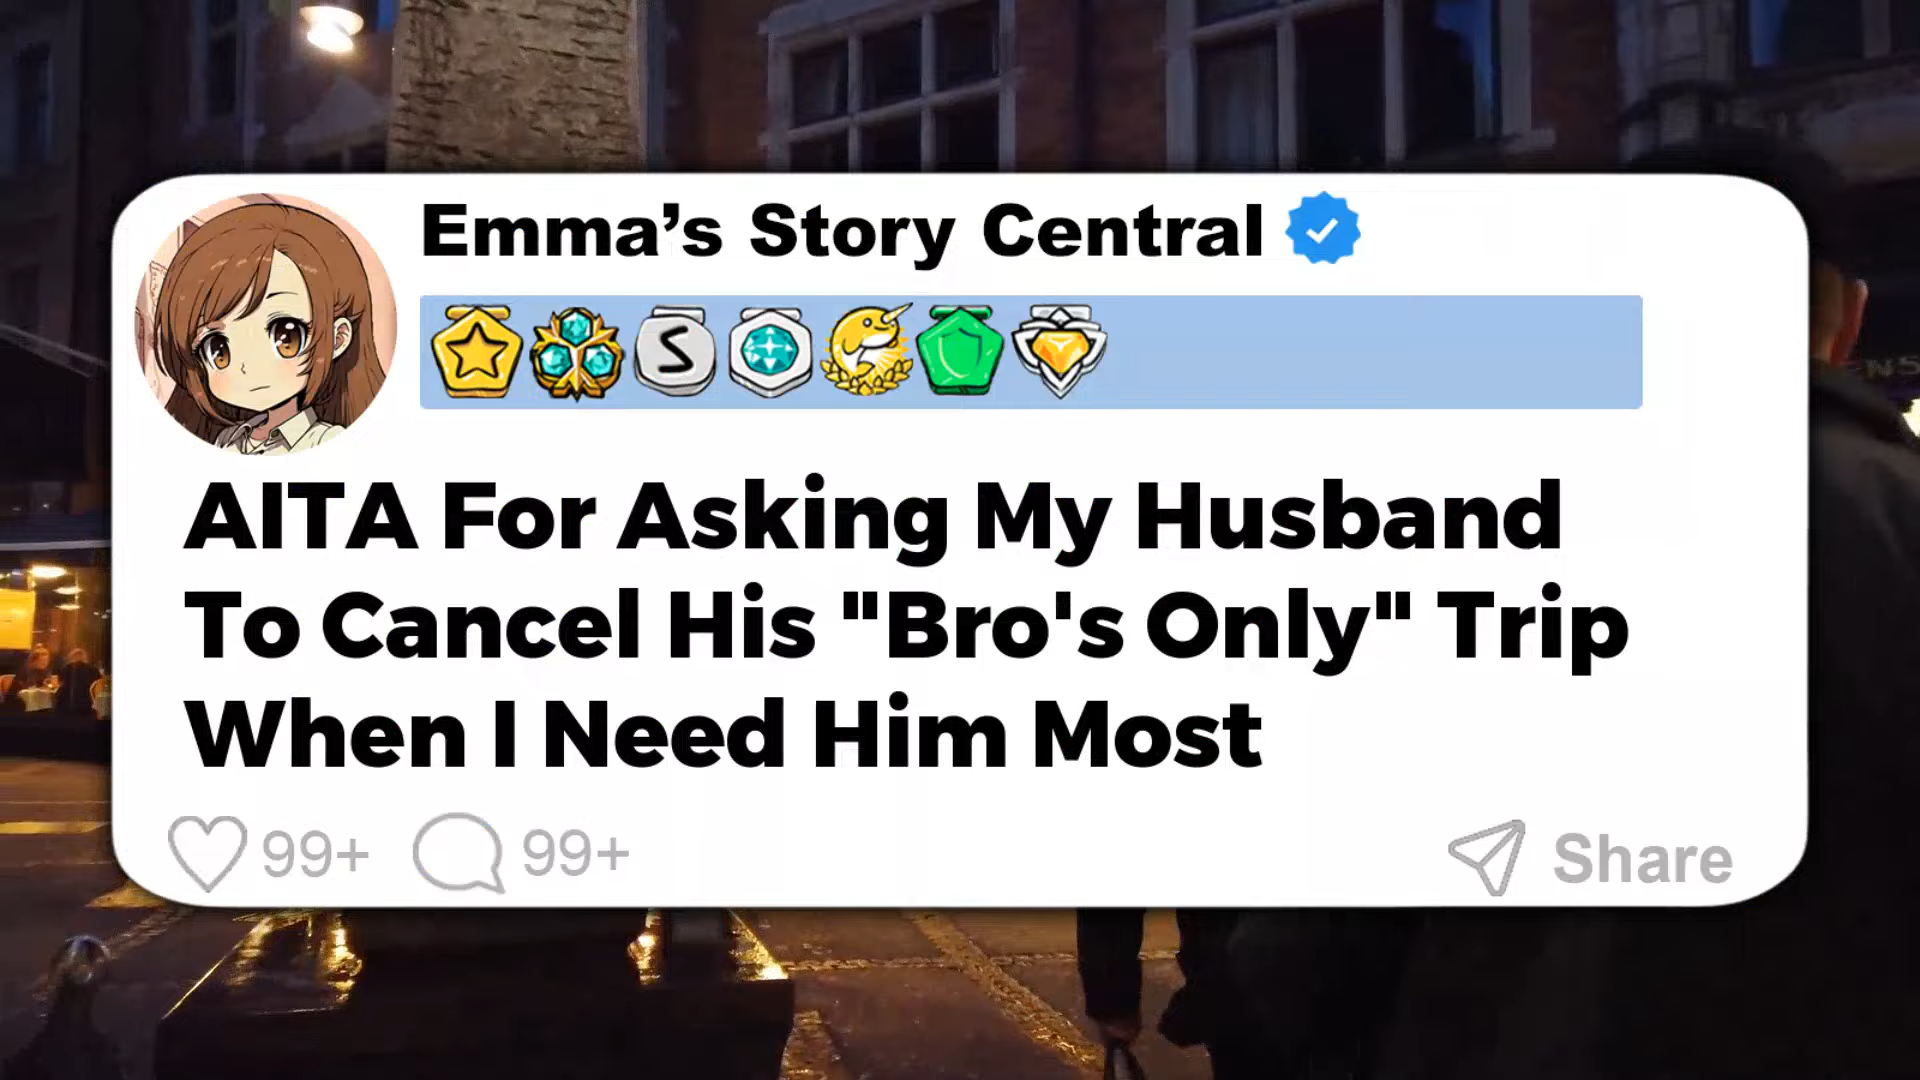 Emma’s Story Central
S
AITA For Asking My Husband
To Cancel His "Bro's Only" Trip
When I Need Him Most
99+ 99+ Share